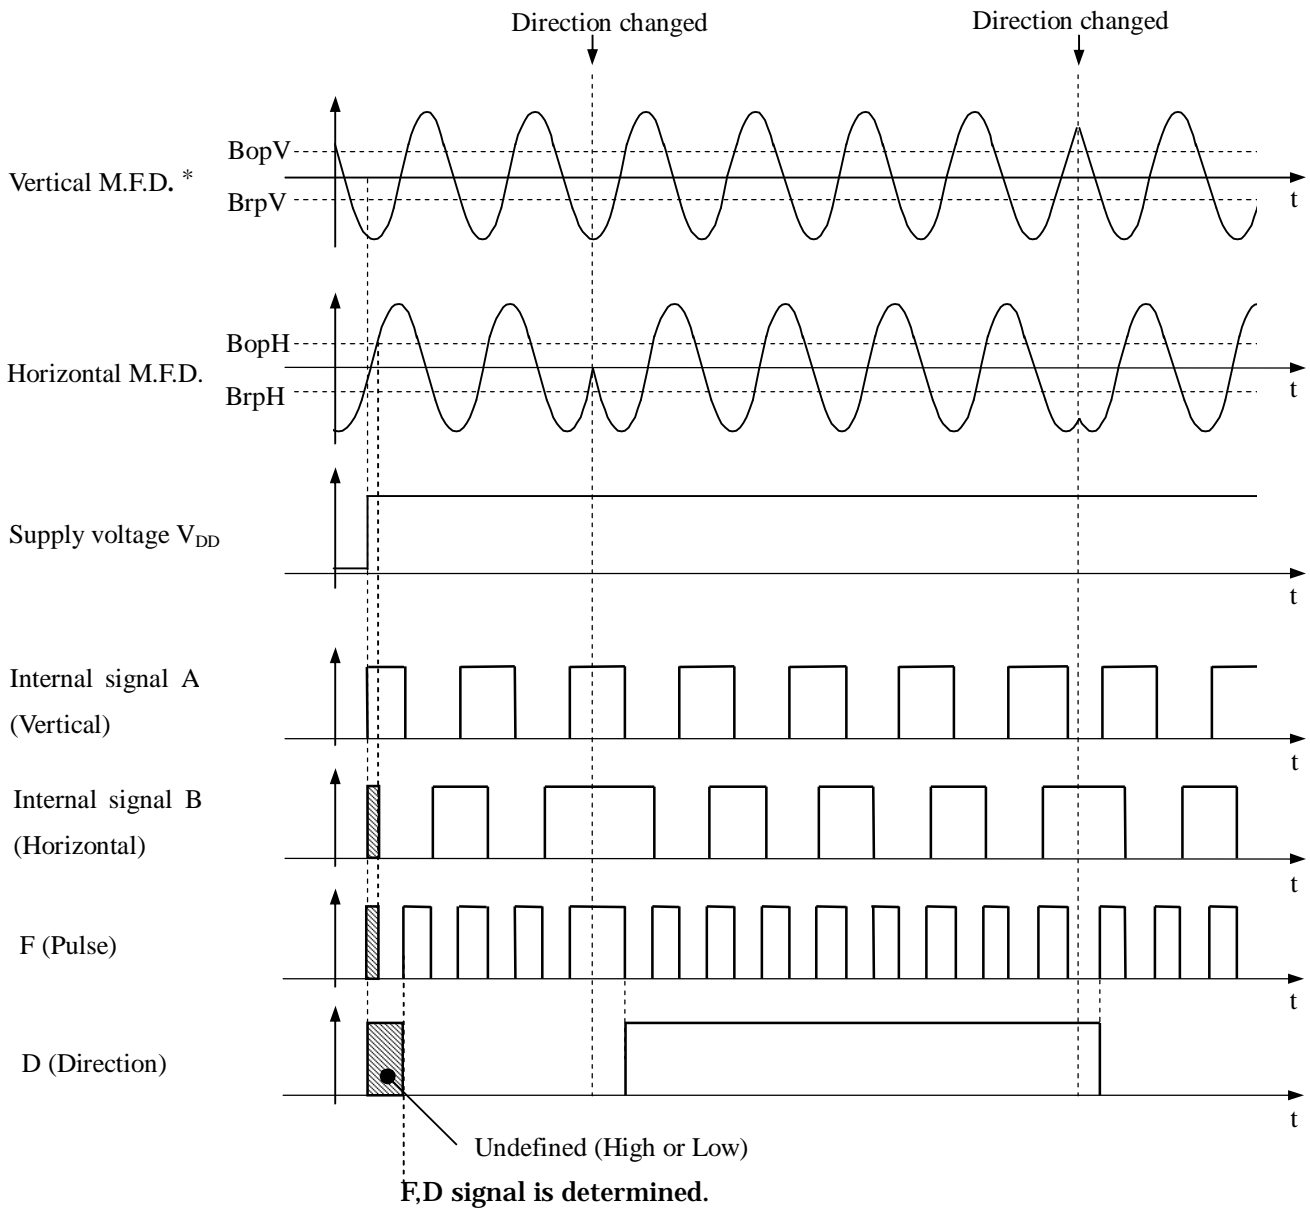 Direction changed
Direction changed
BopV
Vertical M.F.D. *
BrpV
t
BopH
Horizontal M.F.D.
BrpH
t
Supply voltage VDD
t
Internal signal A
(Vertical)
t
Internal signal B
(Horizontal)
t
F (Pulse)
t
D (Direction)
t
Undefined (High or Low)
F,D signal is determined.